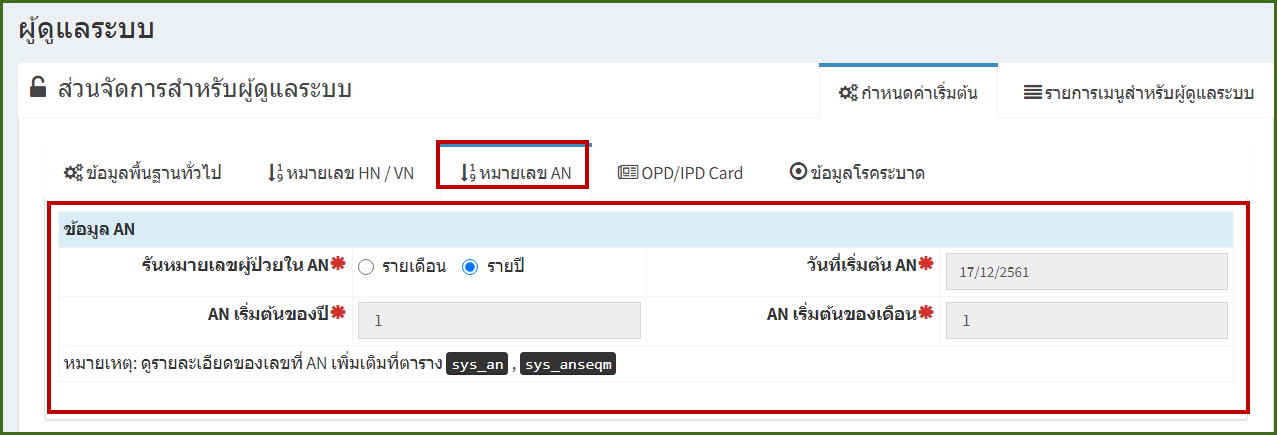 ผู้ดูแลระบบ
ส่วนจัดการสำหรับผู้ดูแลระบบ กำหนดค่าเริ่มต้น รายการเมนูสำหรับผู้ดูแลระบบ
ข้อมูลพื้นฐานทั่วไป หมายเลข HN / VN หมายเลข AN OPD/IPD Card ข้อมูลโรคระบาด
ข้อมูล AN
รันหมายเลขผู้ป่วยใน AN รายเดือน รายปี วันที่เริ่มต้น AN 17/12/2561
AN เริ่มต้นของปี 1 AN เริ่มต้นของเดือน 1
หมายเหตุ: ดูรายละเอียดของเลขที่ AN เพิ่มเติมที่ตาราง sys_an , sys_anseqm